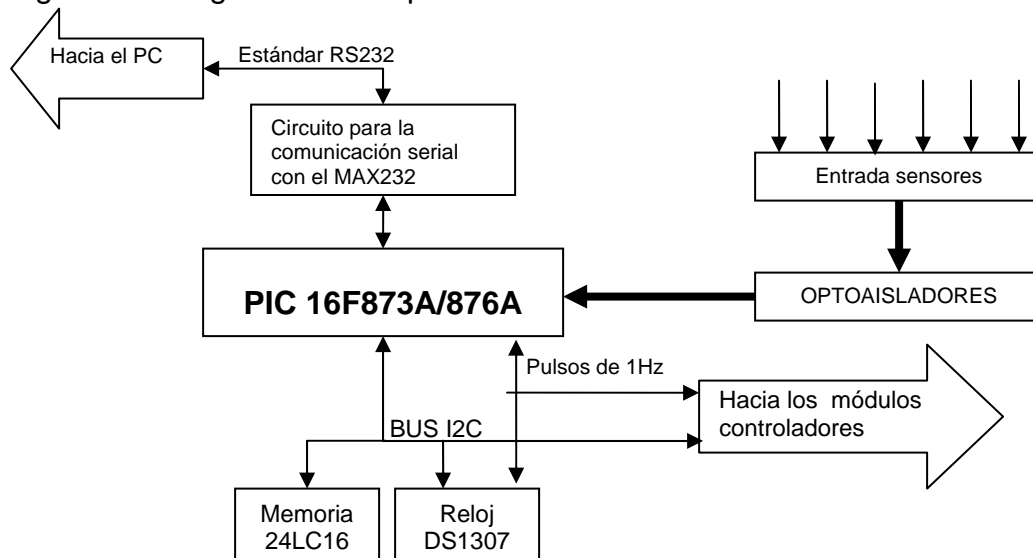 Hacia el PC
Estándar RS232
Circuito para la
comunicación serial
con el MAX232
Entrada sensores
PIC 16F873A/876A
OPTOAISLADORES
Pulsos de 1Hz
Hacia los módulos
controladores
BUS I2C
Memoria
24LC16
Reloj
DS1307